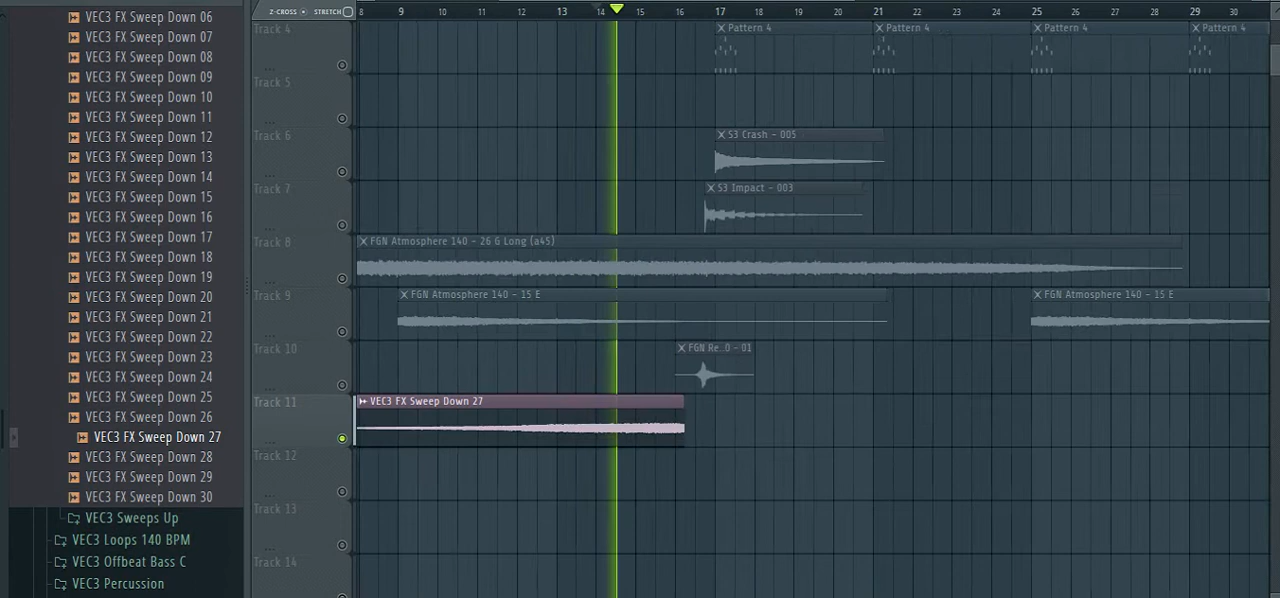 VEC3 FX Sweep Down 06
VEC3 FX Sweep Down 07
VEC3 FX Sweep Down 08
VEC3 FX Sweep Down 09
VEC3 FX Sweep Down 10
VEC3 FX Sweep Down 11
VEC3 FX Sweep Down 12
VEC3 FX Sweep Down 13
VEC3 FX Sweep Down 14
VEC3 FX Sweep Down 15
VEC3 FX Sweep Down 16
VEC3 FX Sweep Down 17
VEC3 FX Sweep Down 18
VEC3 FX Sweep Down 19
VEC3 FX Sweep Down 20
VEC3 FX Sweep Down 21
VEC3 FX Sweep Down 22
VEC3 FX Sweep Down 23
VEC3 FX Sweep Down 24
VEC3 FX Sweep Down 25
VEC3 FX Sweep Down 26
VEC3 FX Sweep Down 27
VEC3 FX Sweep Down 28
VEC3 FX Sweep Down 29
VEC3 FX Sweep Down 30
VEC3 Sweeps Up
VEC3 Loops 140 BPM
VEC3 Offbeat Bass C
VEC3 Percussion
Z-CROSS STRETCH
8 9 10 11 12 13 14 15 16 17 18 19 20 21 22 23 24 25 26 27 28 29 30
Track 4
Pattern 4 Pattern 4 Pattern 4 Pattern 4
Track 5
Track 6
S3 Crash - 005
Track 7
S3 Impact - 003
Track 8
FGN Atmosphere 140 - 26 G Long (a45)
Track 9
FGN Atmosphere 140 - 15 E FGN Atmosphere 140 - 15 E
Track 10
FGN Re..0 - 01
Track 11
VEC3 FX Sweep Down 27
Track 12
Track 13
Track 14